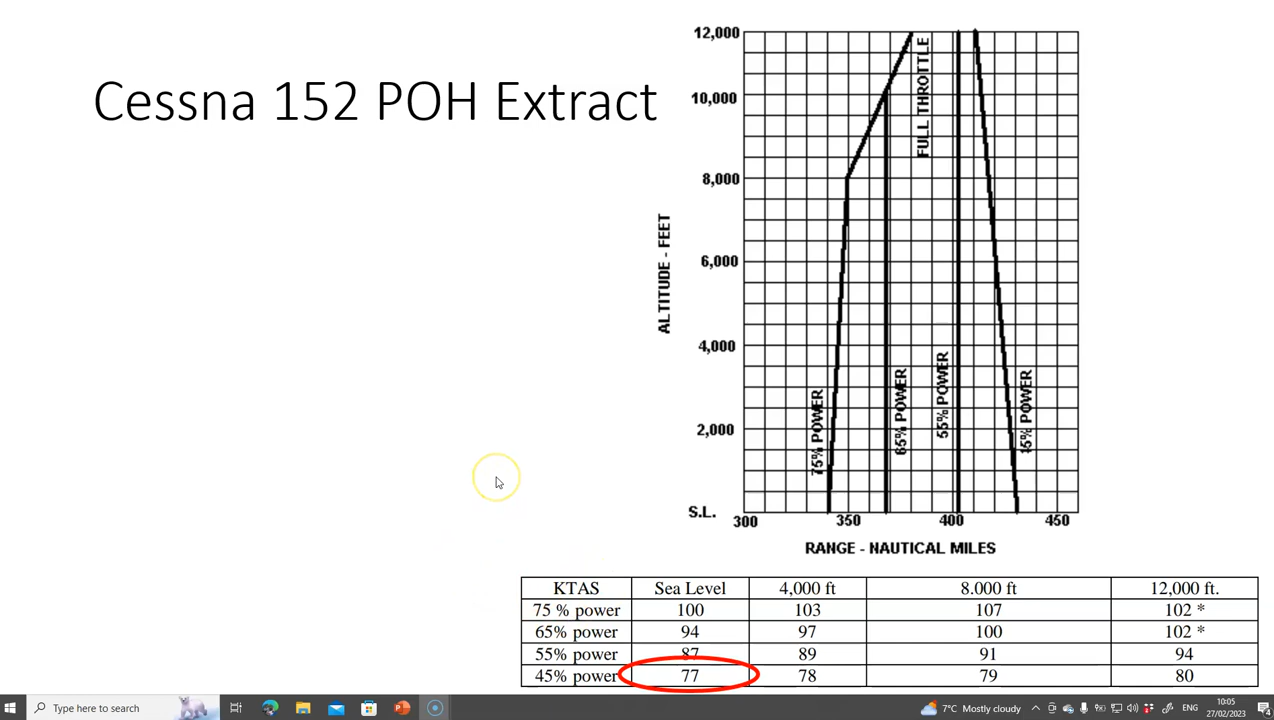 Cessna 152 POH Extract
12,000
10,000
8,000
6,000
4,000
2,000
S.L.
ALTITUDE - FEET
FULL THROTTLE
75% POWER
65% POWER
55% POWER
15% POWER
300 350 400 450
RANGE - NAUTICAL MILES
KTAS Sea Level 4,000 ft 8.000 ft 12,000 ft.
75 % power 100 103 107 102 *
65% power 94 97 100 102 *
55% power 87 89 91 94
45% power 77 78 79 80
Type here to search
7°C Mostly cloudy
ENG
10:05
27/02/2023
4